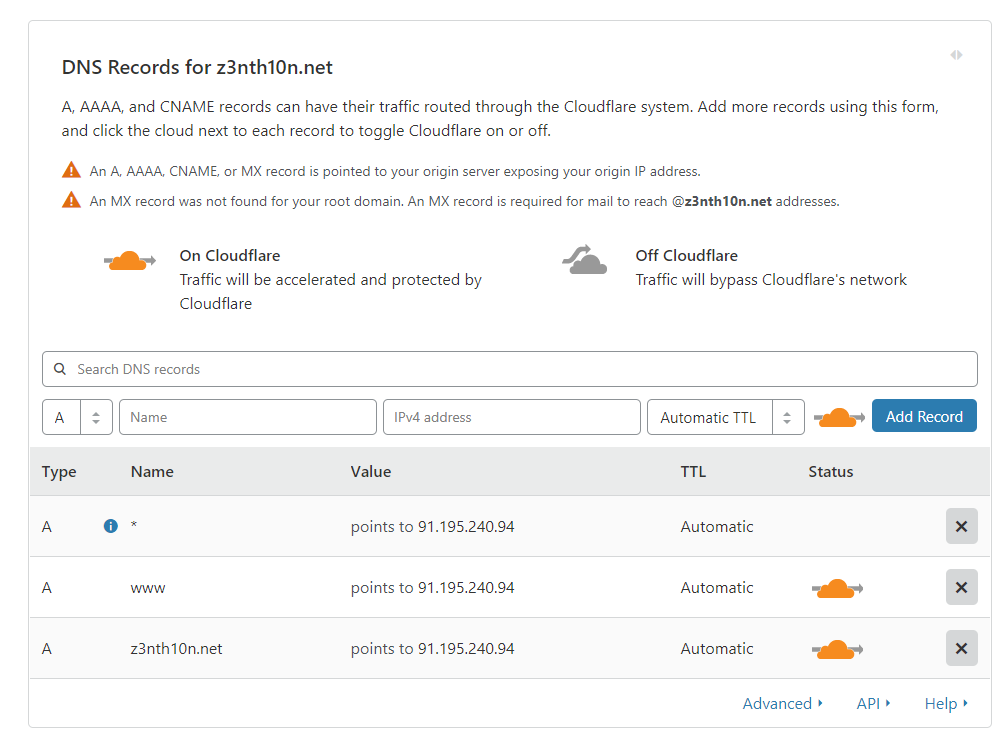 DNS Records for z3nth10n.net
A, AAAA, and CNAME records can have their traffic routed through the Cloudflare system. Add more records using this form,
and click the cloud next to each record to toggle Cloudflare on or off.
An A, AAAA, CNAME, or MX record is pointed to your origin server exposing your origin IP address.
An MX record was not found for your root domain. An MX record is required for mail to reach @z3nth10n.net addresses.
On Cloudflare
Traffic will be accelerated and protected by
Cloudflare
Off Cloudflare
Traffic will bypass Cloudflare's network
Search DNS records
A Name IPv4 address Automatic TTL Add Record
Type Name Value TTL Status
A * points to 91.195.240.94 Automatic
A www points to 91.195.240.94 Automatic
A z3nth10n.net points to 91.195.240.94 Automatic
Advanced API Help